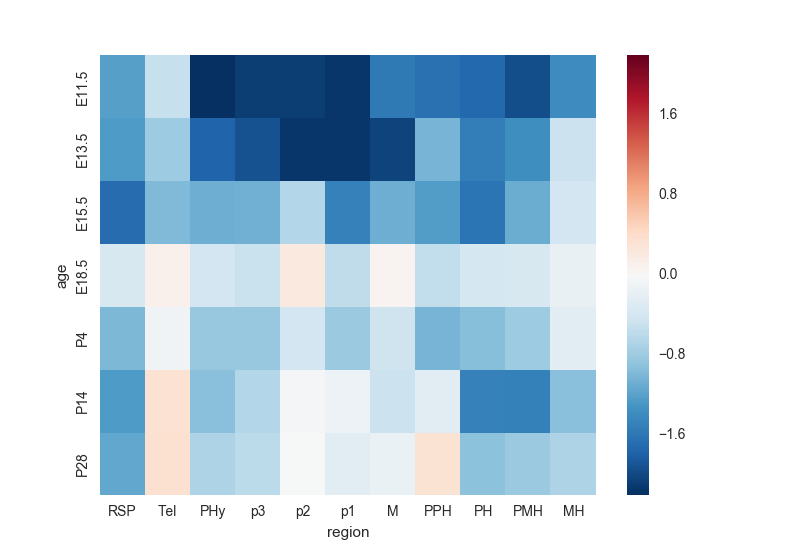 E11.5
E13.5
E15.5
E18.5
P4
P14
P28
age
RSP Tel PHy p3 p2 p1 M PPH PH PMH MH
region
1.6
0.8
0.0
−0.8
−1.6